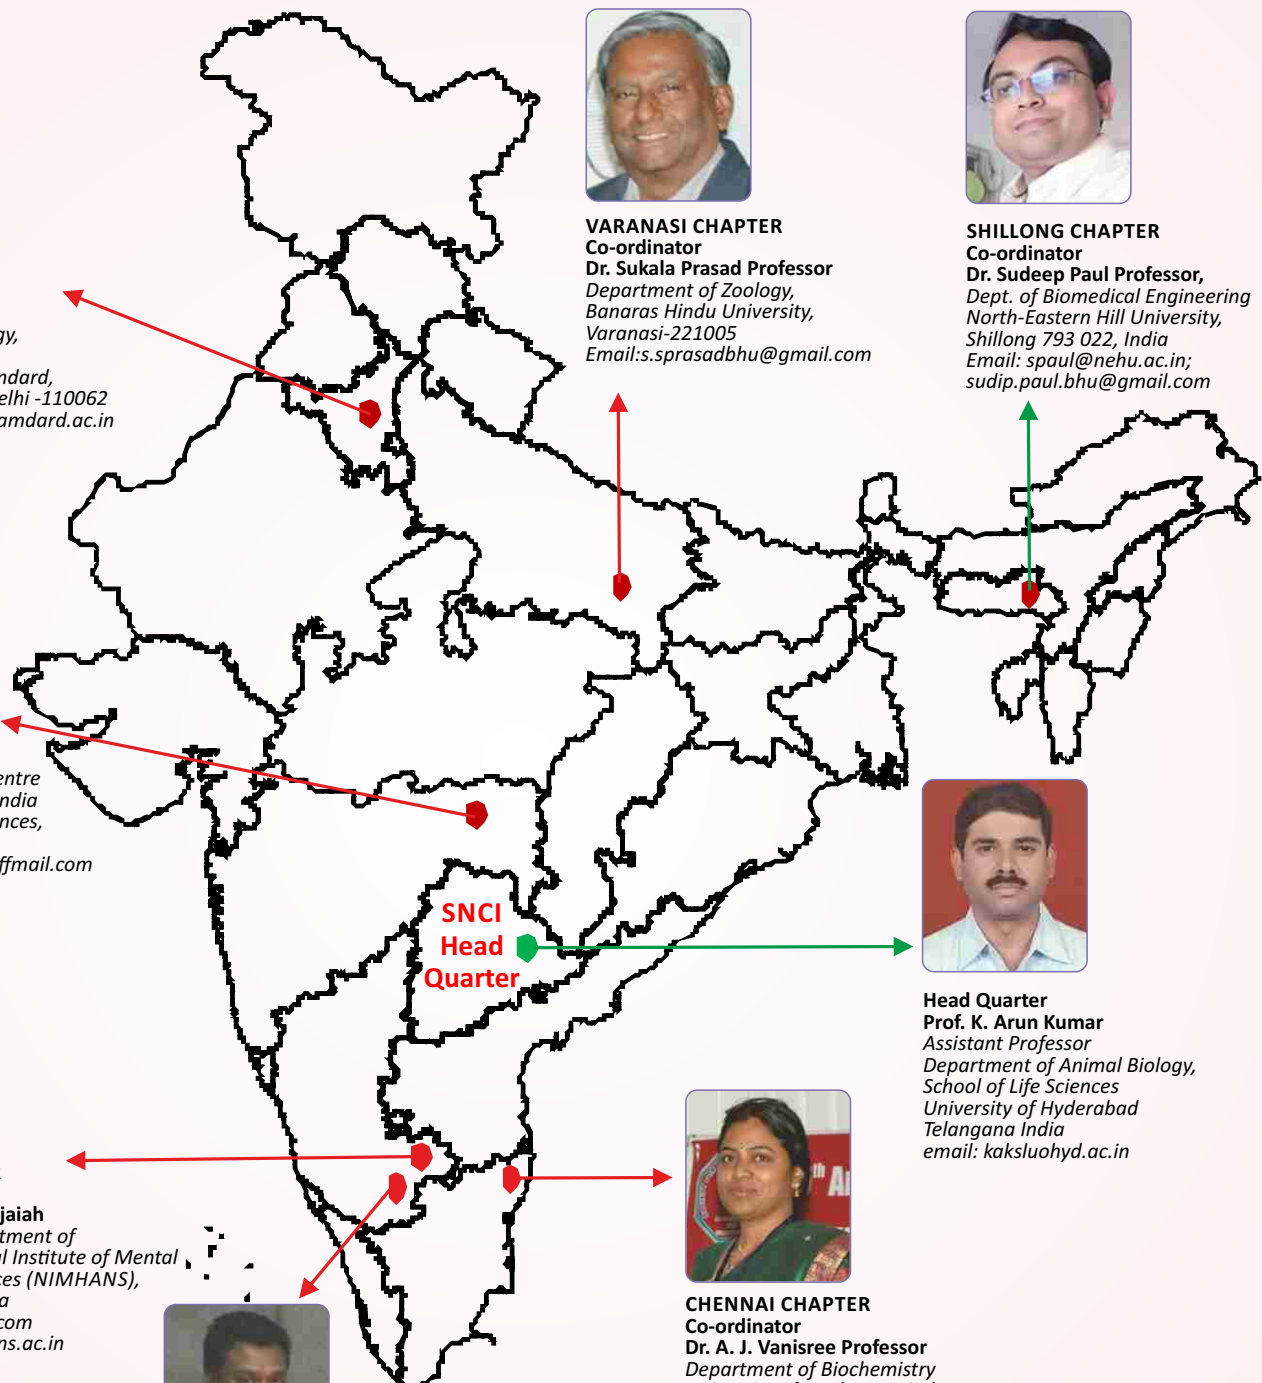 VARANASI CHAPTER
Co-ordinator
Dr. Sukala Prasad Professor
Department of Zoology,
Banaras Hindu University,
Varanasi-221005
Email:s.sprasadbhu@gmail.com
SHILLONG CHAPTER
Co-ordinator
Dr. Sudeep Paul Professor,
Dept. of Biomedical Engineering
North-Eastern Hill University,
Shillong 793 022, India
Email: spaul@nehu.ac.in;
sudip.paul.bhu@gmail.com
gy,
mdard,
elhi -110062
amdard.ac.in
entre
ndia
nces,
ffmail.com
SNCI
Head
Quarter
Head Quarter
Prof. K. Arun Kumar
Assistant Professor
Department of Animal Biology,
School of Life Sciences
University of Hyderabad
Telangana India
email: kaksluohyd.ac.in
jaiah
tment of
l Institute of Mental
ces (NIMHANS),
a
com
ns.ac.in
th A
CHENNAI CHAPTER
Co-ordinator
Dr. A. J. Vanisree Professor
Department of Biochemistry